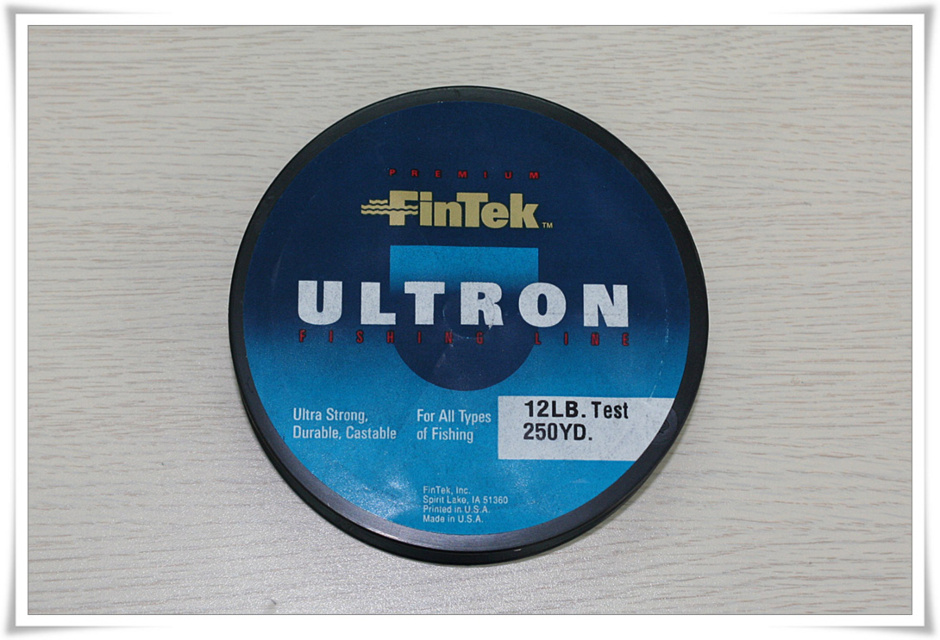 PREMIUM
FinTek™
ULTRON
FISHING LINE
Ultra Strong,
Durable, Castable
For All Types
of Fishing
12LB. Test
250YD.
FinTek, Inc.
Spirit Lake, IA 51360
Printed in U.S.A.
Made in U.S.A.